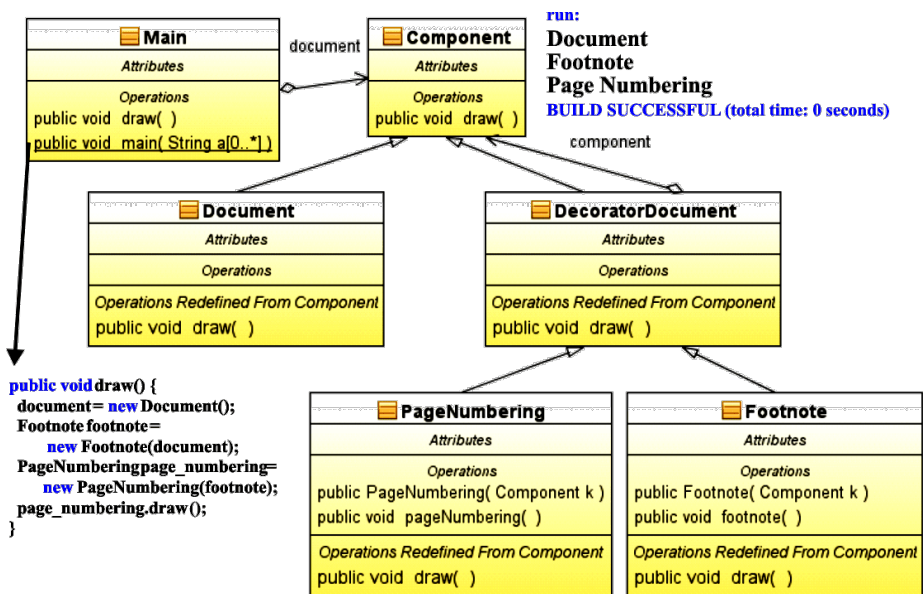 Main
Attributes
Operations
public void draw( )
public void main( String a[0..*] )
document
Component
Attributes
Operations
public void draw( )
run:
Document
Footnote
Page Numbering
BUILD SUCCESSFUL (total time: 0 seconds)
component
Document
Attributes
Operations
Operations Redefined From Component
public void draw( )
DecoratorDocument
Attributes
Operations
Operations Redefined From Component
public void draw( )
public void draw() {
document = new Document();
Footnote footnote =
new Footnote(document);
PageNumberingpage_numbering=
new PageNumbering(footnote);
page_numbering.draw();
}
PageNumbering
Attributes
Operations
public PageNumbering( Component k )
public void pageNumbering( )
Operations Redefined From Component
public void draw( )
Footnote
Attributes
Operations
public Footnote( Component k )
public void footnote( )
Operations Redefined From Component
public void draw( )